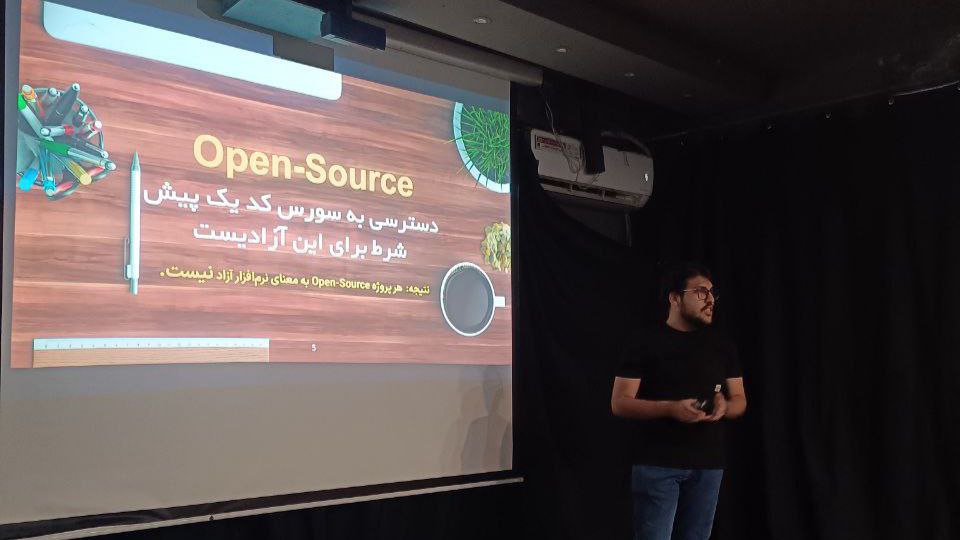 Open-Source
دسترسی به سورس کد یک پیش
شرط برای این آزادیست
نتیجه: هر پروژه Open-Source به معنای نرم‌افزار آزاد نیست.
5